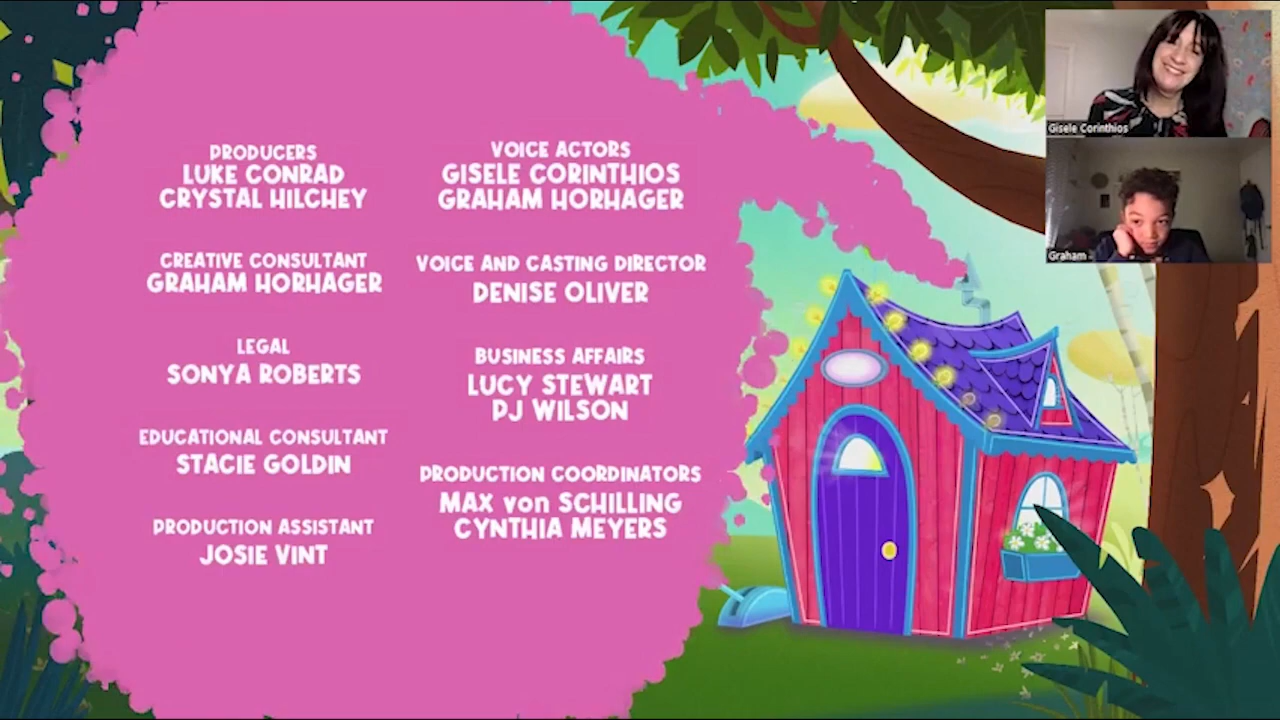 PRODUCERS
LUKE CONRAD
CRYSTAL HILCHEY
CREATIVE CONSULTANT
GRAHAM HORHAGER
LEGAL
SONYA ROBERTS
EDUCATIONAL CONSULTANT
STACIE GOLDIN
PRODUCTION ASSISTANT
JOSIE VINT
VOICE ACTORS
GISELE CORINTHIOS
GRAHAM HORHAGER
VOICE AND CASTING DIRECTOR
DENISE OLIVER
BUSINESS AFFAIRS
LUCY STEWART
PJ WILSON
PRODUCTION COORDINATORS
MAX von SCHILLING
CYNTHIA MEYERS
Gisele Corinthios
Graham